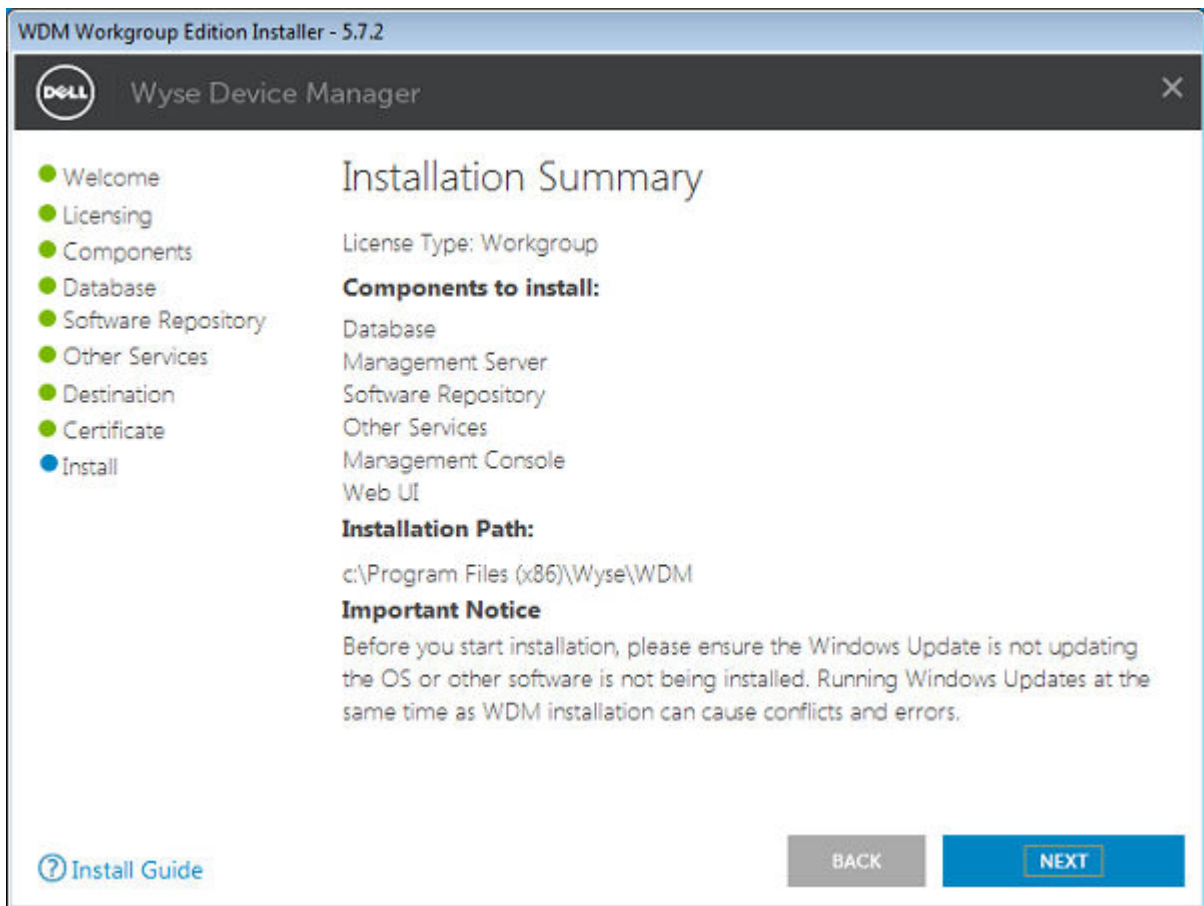 WDM Workgroup Edition Installer - 5.7.2
DELL
Wyse Device Manager
Welcome
Licensing
Components
Database
Software Repository
Other Services
Destination
Certificate
Install
Installation Summary
License Type: Workgroup
Components to install:
Database
Management Server
Software Repository
Other Services
Management Console
Web UI
Installation Path:
c:\Program Files (x86)\Wyse\WDM
Important Notice
Before you start installation, please ensure the Windows Update is not updating
the OS or other software is not being installed. Running Windows Updates at the
same time as WDM installation can cause conflicts and errors.
? Install Guide
BACK
NEXT